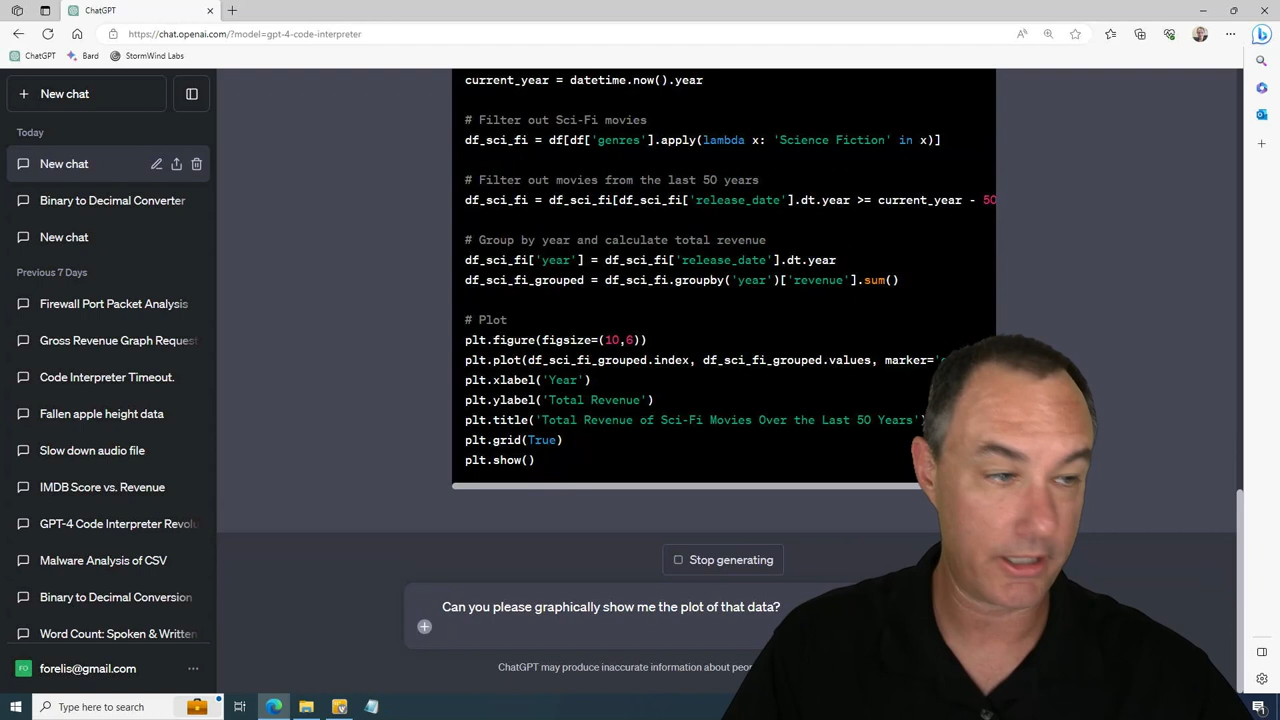 ChatGPT
https://chat.openai.com/?model=gpt-4-code-interpreter
ChatGPT
Bard
StormWind Labs
New chat
Today
New chat
Binary to Decimal Converter
New chat
Previous 7 Days
Firewall Port Packet Analysis
Gross Revenue Graph Request
Code Interpreter Timeout.
Fallen apple height data
Slow down audio file
IMDB Score vs. Revenue
GPT-4 Code Interpreter Revolu
Malware Analysis of CSV
Binary to Decimal Conversion
Word Count: Spoken & Written
FO
forelis@gmail.com
current_year = datetime.now().year
# Filter out Sci-Fi movies
df_sci_fi = df[df['genres'].apply(lambda x: 'Science Fiction' in x)]
# Filter out movies from the last 50 years
df_sci_fi = df_sci_fi[df_sci_fi['release_date'].dt.year >= current_year - 50
# Group by year and calculate total revenue
df_sci_fi['year'] = df_sci_fi['release_date'].dt.year
df_sci_fi_grouped = df_sci_fi.groupby('year')['revenue'].sum()
# Plot
plt.figure(figsize=(10,6))
plt.plot(df_sci_fi_grouped.index, df_sci_fi_grouped.values, marker='
plt.xlabel('Year')
plt.ylabel('Total Revenue')
plt.title('Total Revenue of Sci-Fi Movies Over the Last 50 Years')
plt.grid(True)
plt.show()
Stop generating
Can you please graphically show me the plot of that data?
ChatGPT may produce inaccurate information about
Type here to search